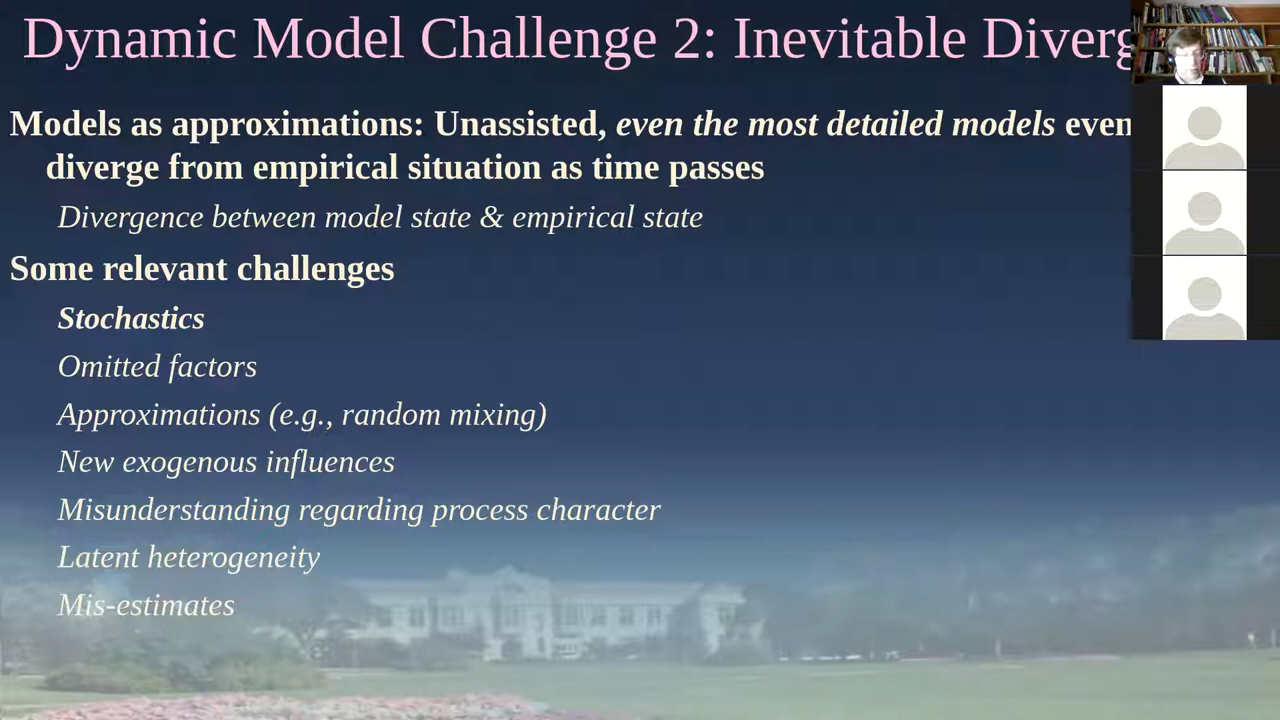 Dynamic Model Challenge 2: Inevitable Diverg
Models as approximations: Unassisted, even the most detailed models even
diverge from empirical situation as time passes
Divergence between model state & empirical state
Some relevant challenges
Stochastics
Omitted factors
Approximations (e.g., random mixing)
New exogenous influences
Misunderstanding regarding process character
Latent heterogeneity
Mis-estimates